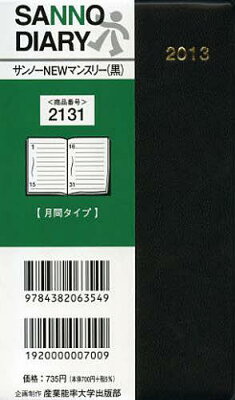 SANNO
DIARY
サンノーNEWマンスリー(黒)
<商品番号>
2131
1
16
15
31
【月間タイプ】
9784382063549
1920000007009
価格：735円(本体700円+税5%)
企画制作 産業能率大学出版部
2013